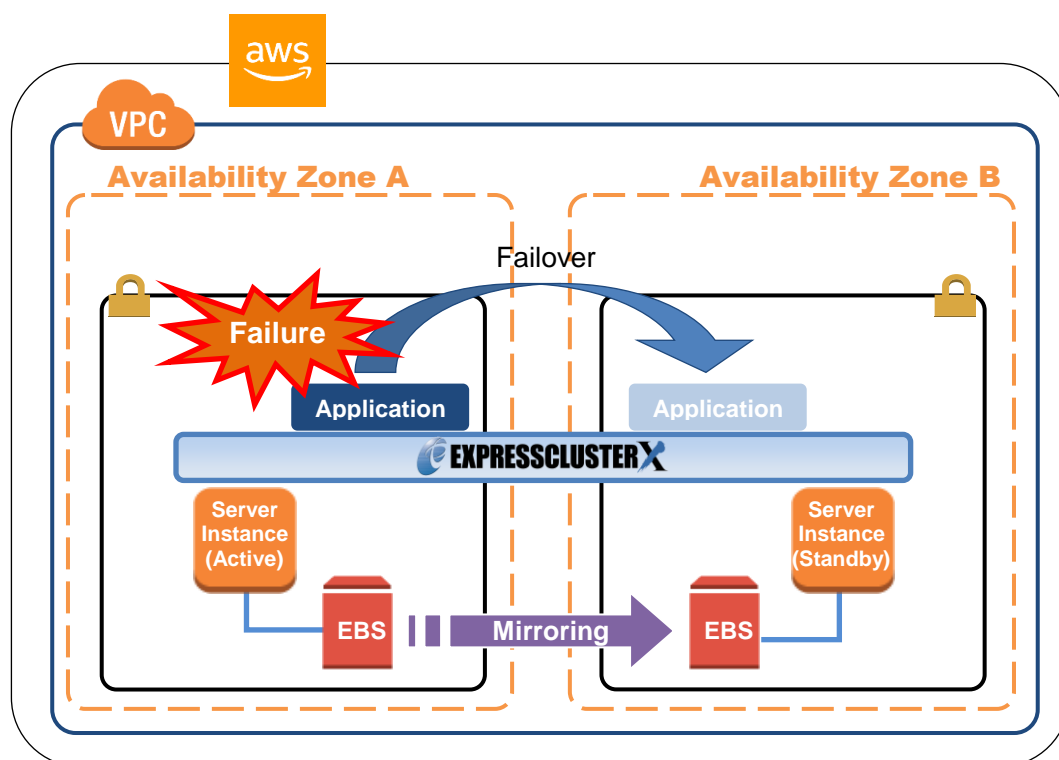 aws
VPC
Availability Zone A
Availability Zone B
Failover
Failure
Application
Application
EXPRESSCLUSTER X
Server
Instance
(Active)
Server
Instance
(Standby)
EBS
Mirroring
EBS